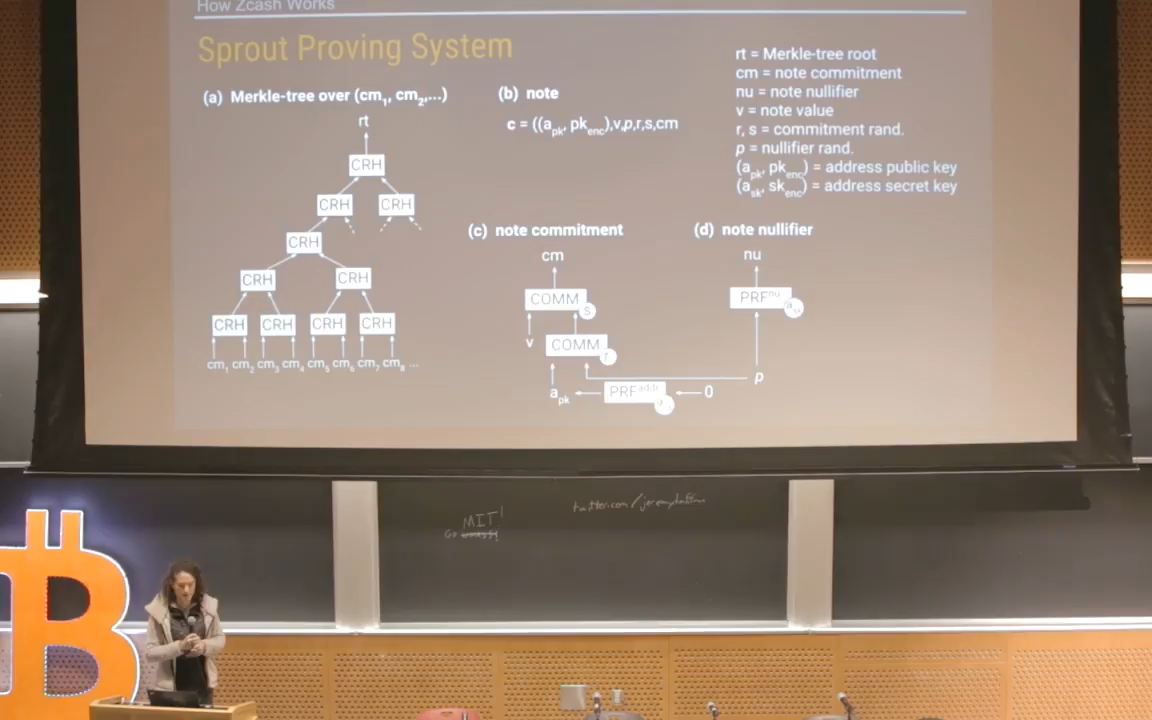 How Zcash Works
Sprout Proving System
(a) Merkle-tree over (cm1, cm2,...)
rt
CRH
CRH CRH
CRH
CRH CRH
CRH CRH CRH CRH
cm1 cm2 cm3 cm4 cm5 cm6 cm7 cm8 ...
(b) note
c = ((apk, pkenc),v,p,r,s,cm
rt = Merkle-tree root
cm = note commitment
nu = note nullifier
v = note value
r, s = commitment rand.
p = nullifier rand.
(apk, pkenc) = address public key
(ask, skenc) = address secret key
(c) note commitment
cm
COMM s
v COMM r
apk PRFaddr 0
(d) note nullifier
nu
PRFnu ask
p
MIT!
Go
B